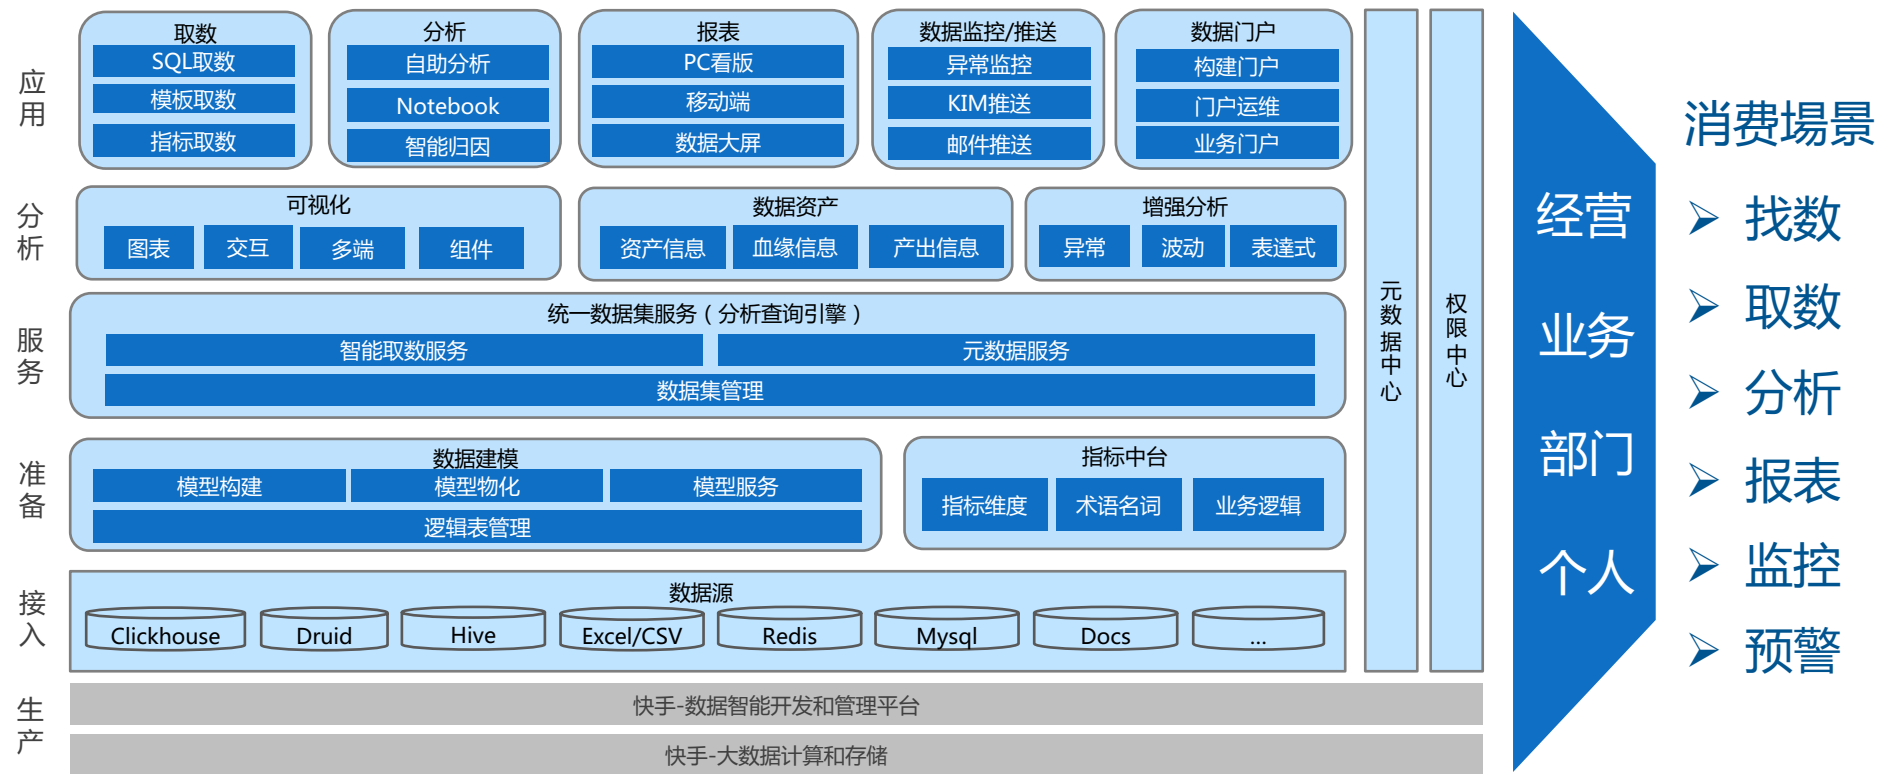 应用
取数
SQL取数
模板取数
指标取数
分析
自助分析
Notebook
智能归因
报表
PC看版
移动端
数据大屏
数据监控/推送
异常监控
KIM推送
邮件推送
数据门户
构建门户
门户运维
业务门户
分析
可视化
图表
交互
多端
组件
数据资产
资产信息
血缘信息
产出信息
增强分析
异常
波动
表達式
服务
统一数据集服务（分析查询引擎）
智能取数服务
元数据服务
数据集管理
准备
数据建模
模型构建
模型物化
模型服务
逻辑表管理
指标中台
指标维度
术语名词
业务逻辑
接入
数据源
Clickhouse
Druid
Hive
Excel/CSV
Redis
Mysql
Docs
...
生产
快手-数据智能开发和管理平台
快手-大数据计算和存储
元数据中心
权限中心
经营
业务
部门
个人
消费場景
➢ 找数
➢ 取数
➢ 分析
➢ 报表
➢ 监控
➢ 预警